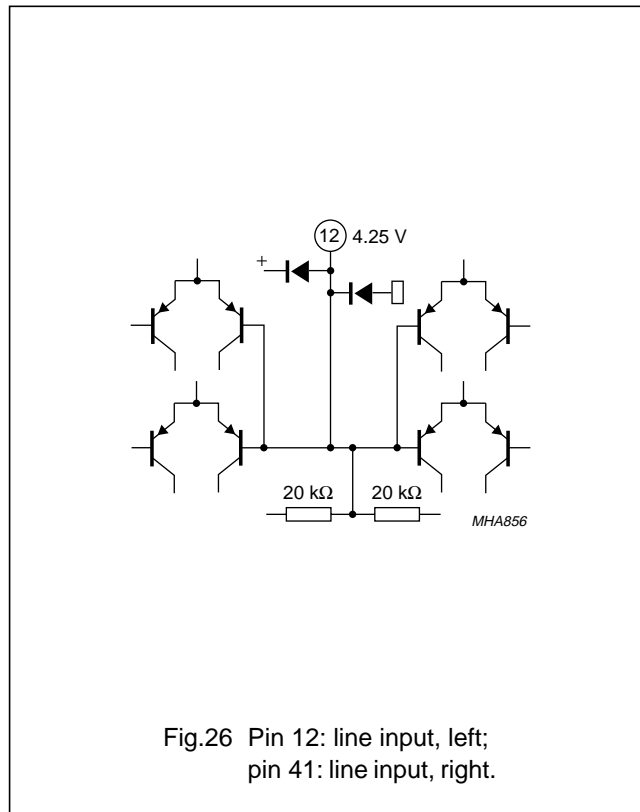 12 4.25 V
+
20 kΩ 20 kΩ
MHA856
Fig.26 Pin 12: line input, left;
pin 41: line input, right.